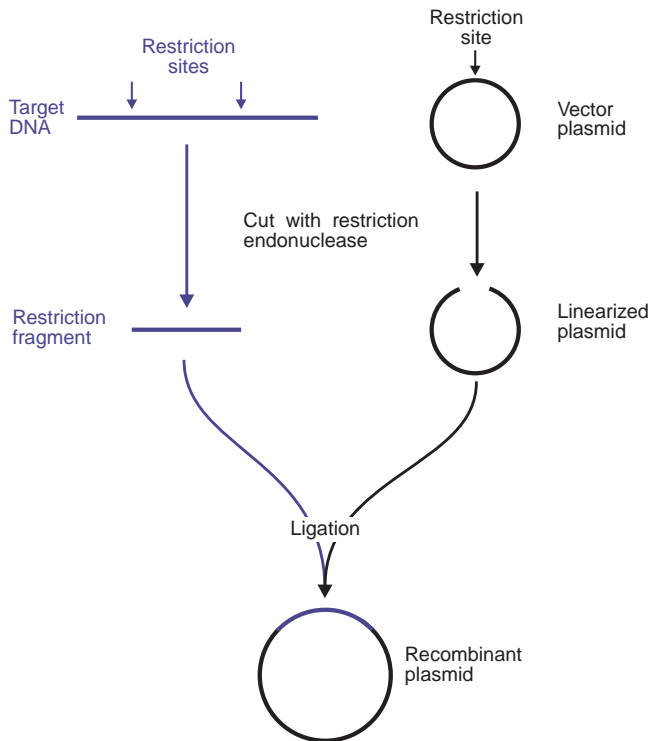 Restriction
sites
Restriction
site
Target
DNA
Vector
plasmid
Cut with restriction
endonuclease
Restriction
fragment
Linearized
plasmid
Ligation
Recombinant
plasmid